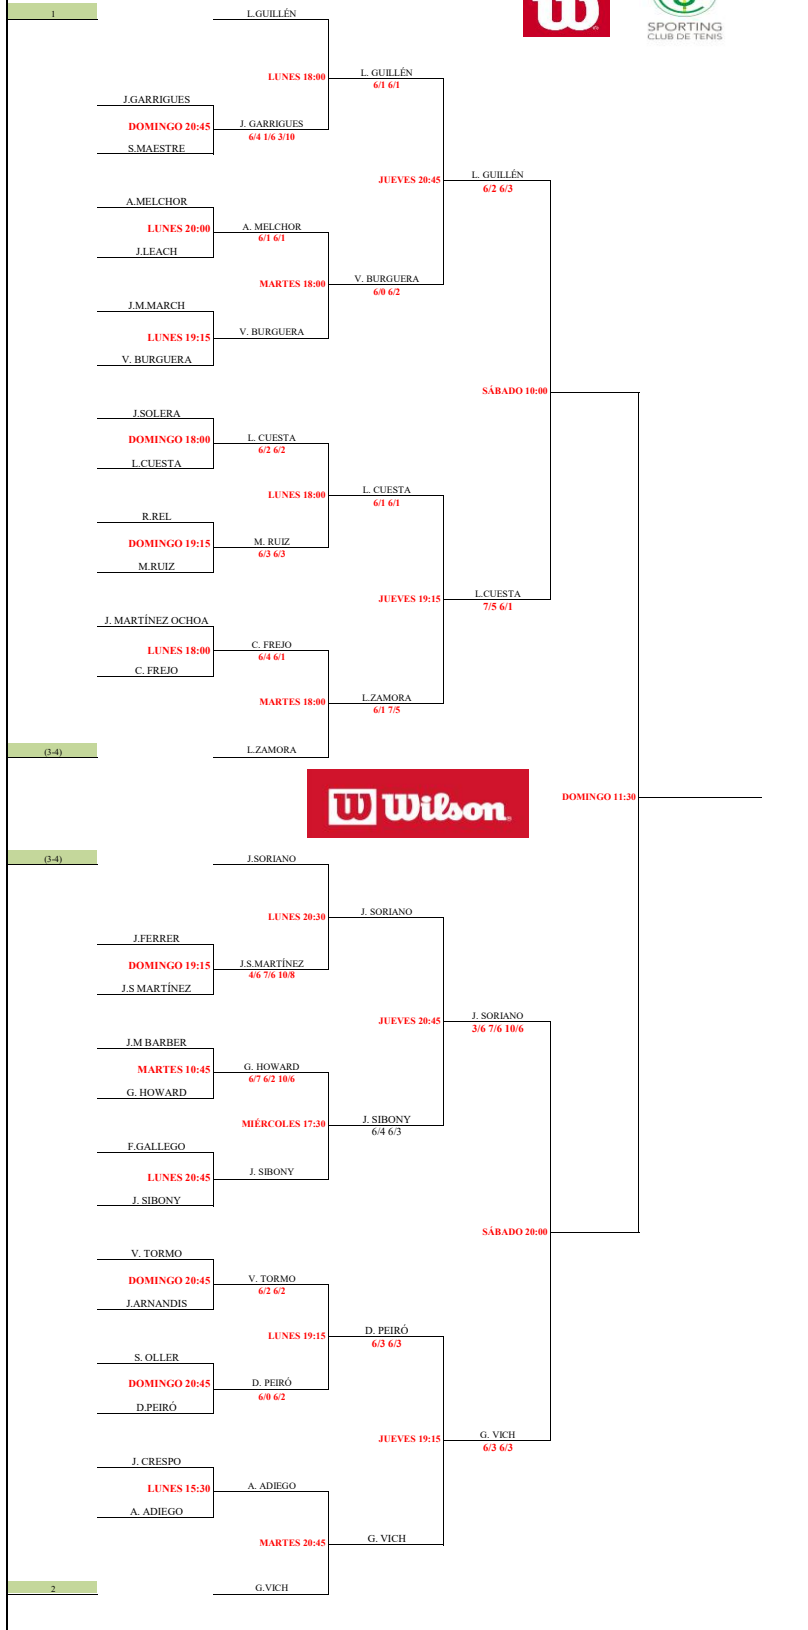 1
L.GUILLÉN
W
SPORTING
CLUB DE TENIS
LUNES 18:00
L. GUILLÉN
6/1 6/1
J.GARRIGUES
DOMINGO 20:45
J. GARRIGUES
6/4 1/6 3/10
S.MAESTRE
JUEVES 20:45
L. GUILLÉN
6/2 6/3
A.MELCHOR
LUNES 20:00
A. MELCHOR
6/1 6/1
J.LEACH
MARTES 18:00
V. BURGUERA
6/0 6/2
J.M.MARCH
LUNES 19:15
V. BURGUERA
V. BURGUERA
SÁBADO 10:00
J.SOLERA
DOMINGO 18:00
L. CUESTA
6/2 6/2
L.CUESTA
LUNES 18:00
L. CUESTA
6/1 6/1
R.REL
DOMINGO 19:15
M. RUIZ
6/3 6/3
M.RUIZ
JUEVES 19:15
L.CUESTA
7/5 6/1
J. MARTÍNEZ OCHOA
LUNES 18:00
C. FREJO
6/4 6/1
C. FREJO
MARTES 18:00
L.ZAMORA
6/1 7/5
(3-4)
L.ZAMORA
W Wilson.
DOMINGO 11:30
(3-4)
J.SORIANO
LUNES 20:30
J. SORIANO
J.FERRER
DOMINGO 19:15
J.S.MARTÍNEZ
4/6 7/6 10/8
J.S MARTÍNEZ
JUEVES 20:45
J. SORIANO
3/6 7/6 10/6
J.M BARBER
MARTES 10:45
G. HOWARD
6/7 6/2 10/6
G. HOWARD
MIÉRCOLES 17:30
J. SIBONY
6/4 6/3
F.GALLEGO
LUNES 20:45
J. SIBONY
J. SIBONY
SÁBADO 20:00
V. TORMO
DOMINGO 20:45
V. TORMO
6/2 6/2
J.ARNANDIS
LUNES 19:15
D. PEIRÓ
6/3 6/3
S. OLLER
DOMINGO 20:45
D. PEIRÓ
6/0 6/2
D.PEIRÓ
JUEVES 19:15
G. VICH
6/3 6/3
J. CRESPO
LUNES 15:30
A. ADIEGO
A. ADIEGO
MARTES 20:45
G. VICH
2
G.VICH